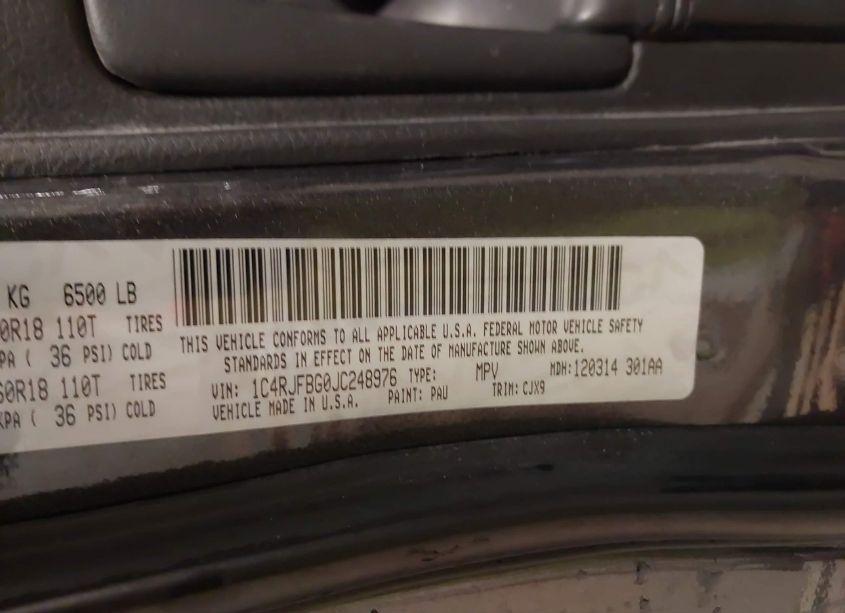 KG 6500 LB
0R18 110T TIRES
PA ( 36 PSI) COLD
60R18 110T TIRES
KPA ( 36 PSI) COLD
THIS VEHICLE CONFORMS TO ALL APPLICABLE U.S.A. FEDERAL MOTOR VEHICLE SAFETY
STANDARDS IN EFFECT ON THE DATE OF MANUFACTURE SHOWN ABOVE.
VIN: 1C4RJFBG0JC248976 TYPE: MPV MDH:120314 301AA
VEHICLE MADE IN U.S.A. PAINT: PAU TRIM: CJX9